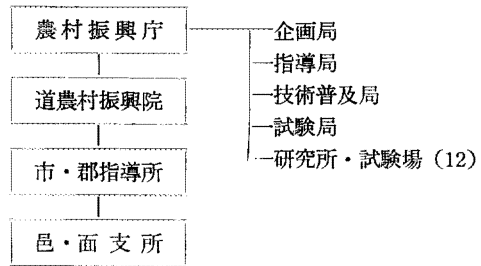 農村振興庁
企画局
指導局
道農村振興院
技術普及局
試験局
市・郡指導所
研究所・試験場（12）
邑・面支所